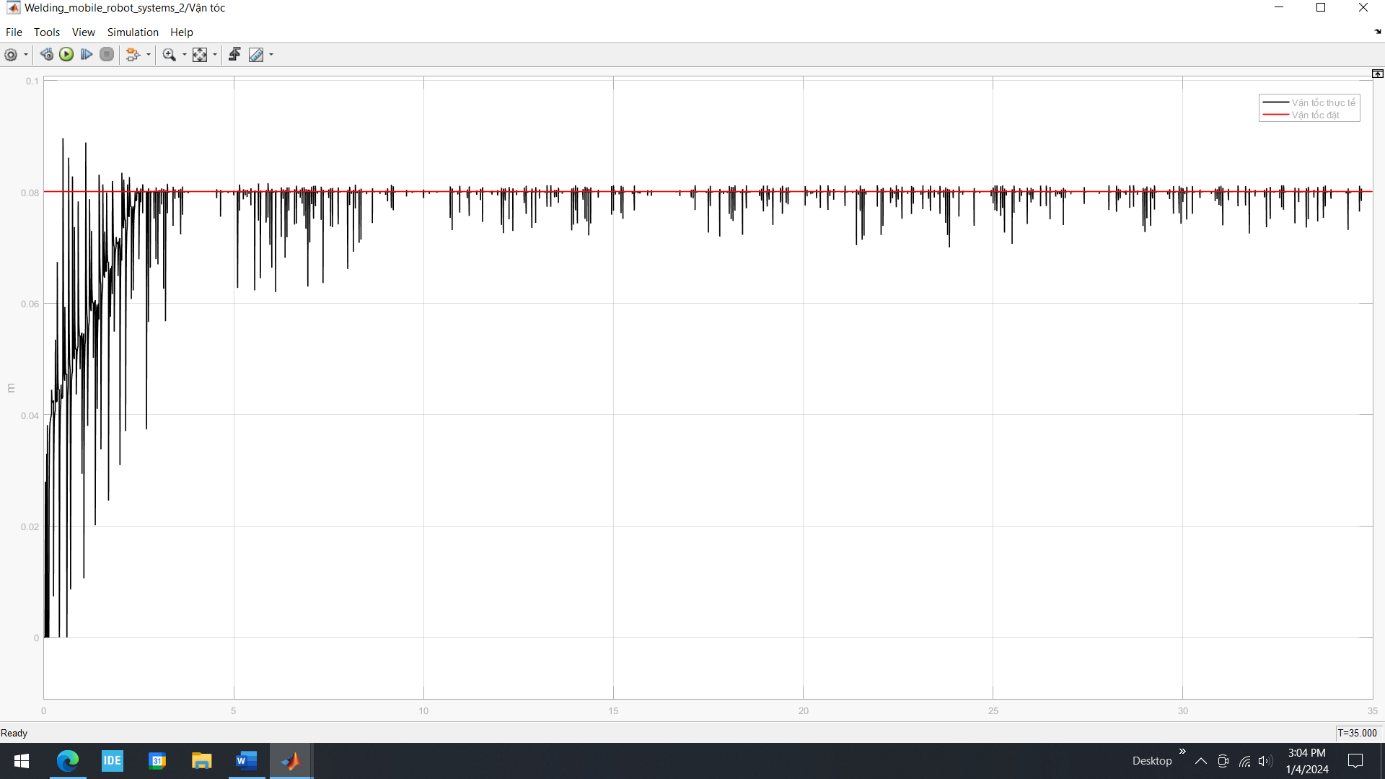 Welding_mobile_robot_systems_2/Vận tốc
File Tools View Simulation Help
0.1
Vận tốc thực tế
Vận tốc đặt
0.08
0.06
m
0.04
0.02
0
0 5 10 15 20 25 30 35
Ready
T=35.000
IDE
31
W
Desktop
3:04 PM
1/4/2024